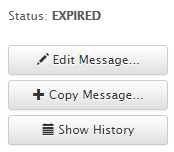 Status: EXPIRED
Edit Message...
Copy Message...
Show History